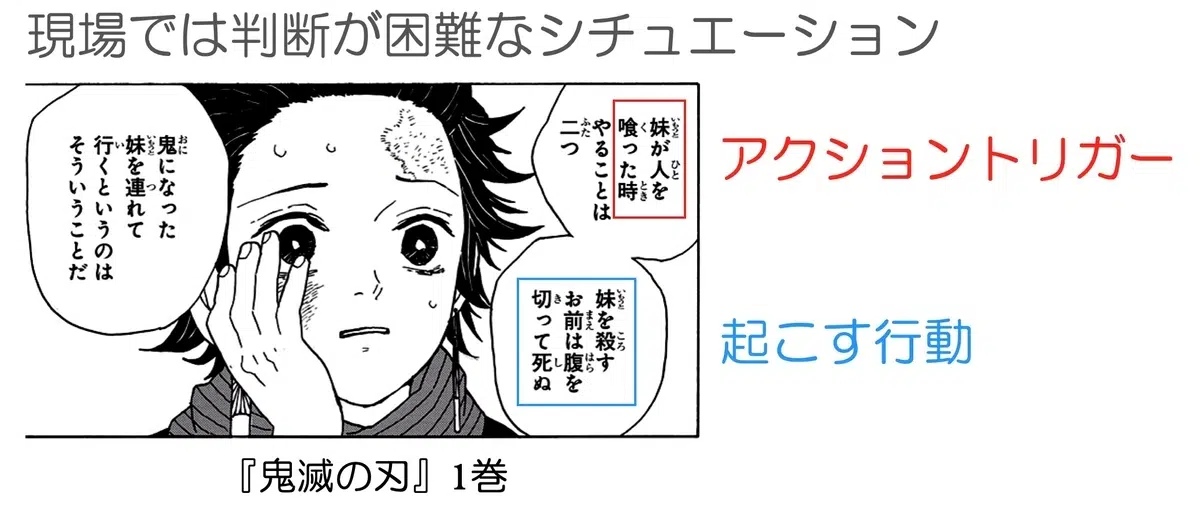 現場では判断が困難なシチュエーション
妹が人を
喰った時
やることは
二つ
アクショントリガー
妹を殺す
お前は腹を
切って死ぬ
起こす行動
鬼になった
妹を連れて
行くというのは
そういうことだ
『鬼滅の刃』1巻